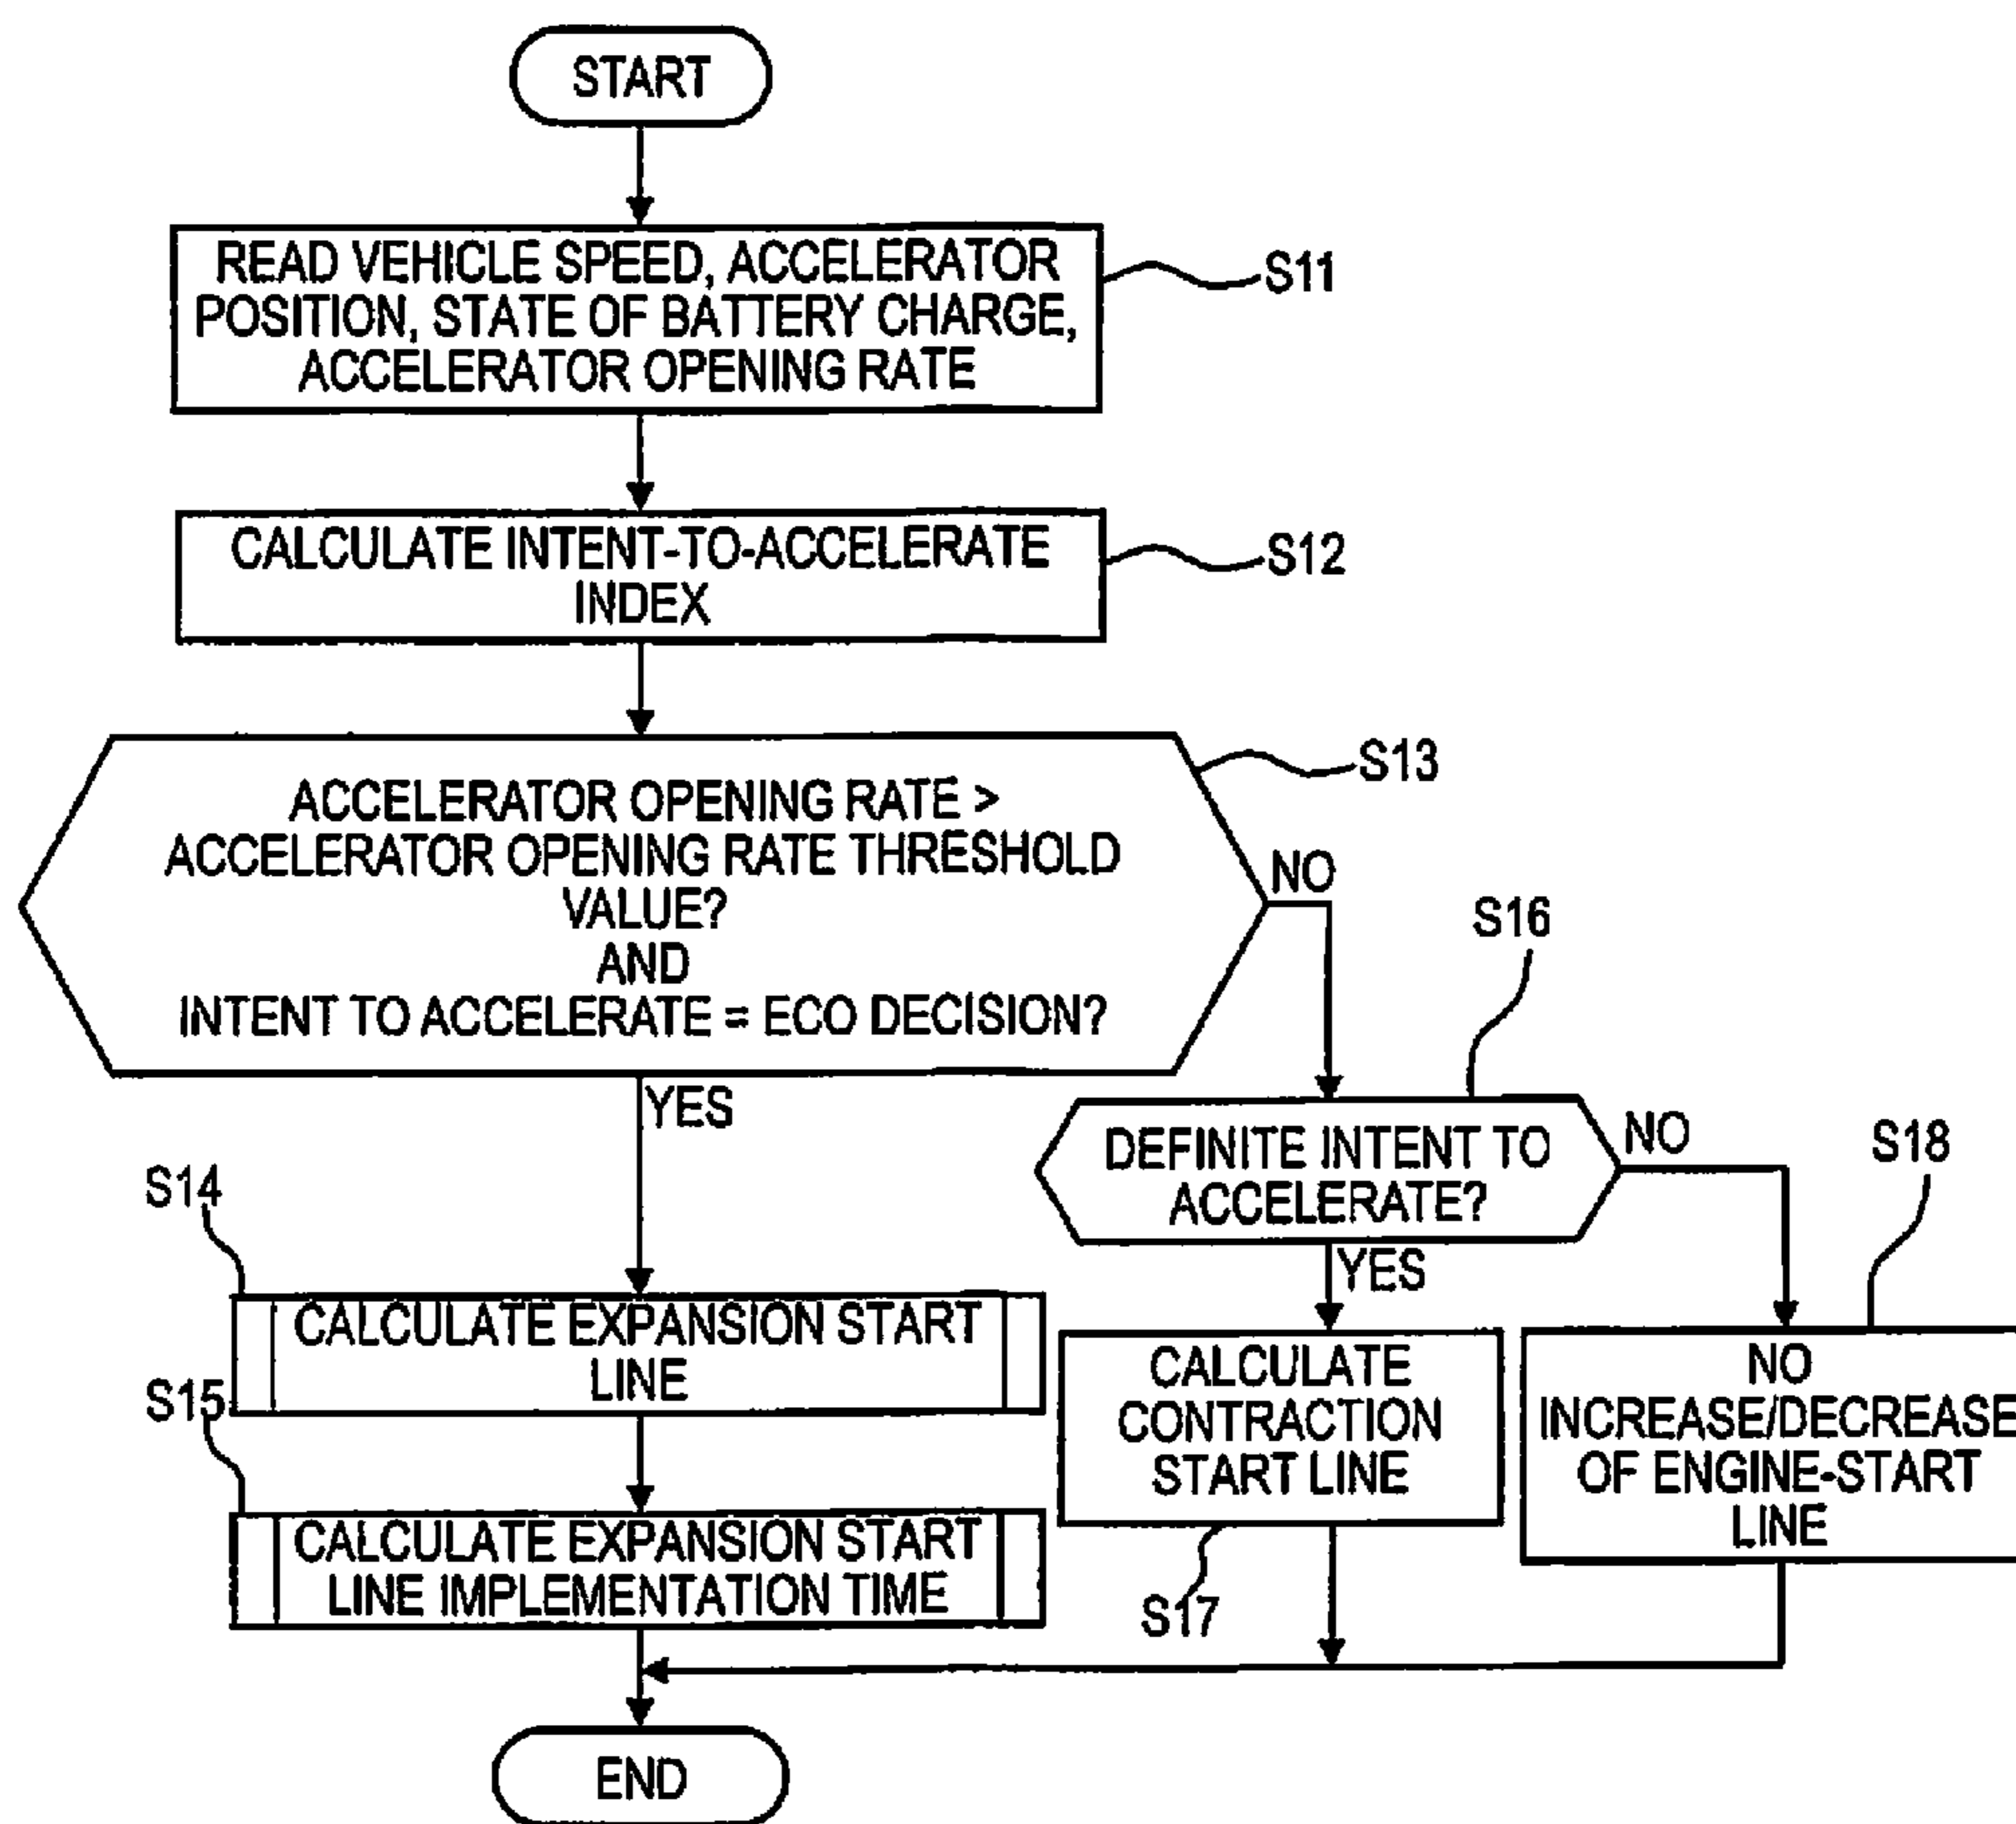 START
READ VEHICLE SPEED, ACCELERATOR
POSITION, STATE OF BATTERY CHARGE,
ACCELERATOR OPENING RATE
S11
CALCULATE INTENT-TO-ACCELERATE
INDEX
S12
ACCELERATOR OPENING RATE >
ACCELERATOR OPENING RATE THRESHOLD
VALUE?
AND
INTENT TO ACCELERATE = ECO DECISION?
S13
NO
YES
S16
DEFINITE INTENT TO
ACCELERATE?
NO
YES
S18
S14
CALCULATE EXPANSION START
LINE
S15
CALCULATE EXPANSION START
LINE IMPLEMENTATION TIME
CALCULATE
CONTRACTION
START LINE
S17
NO
INCREASE/DECREASE
OF ENGINE-START
LINE
END